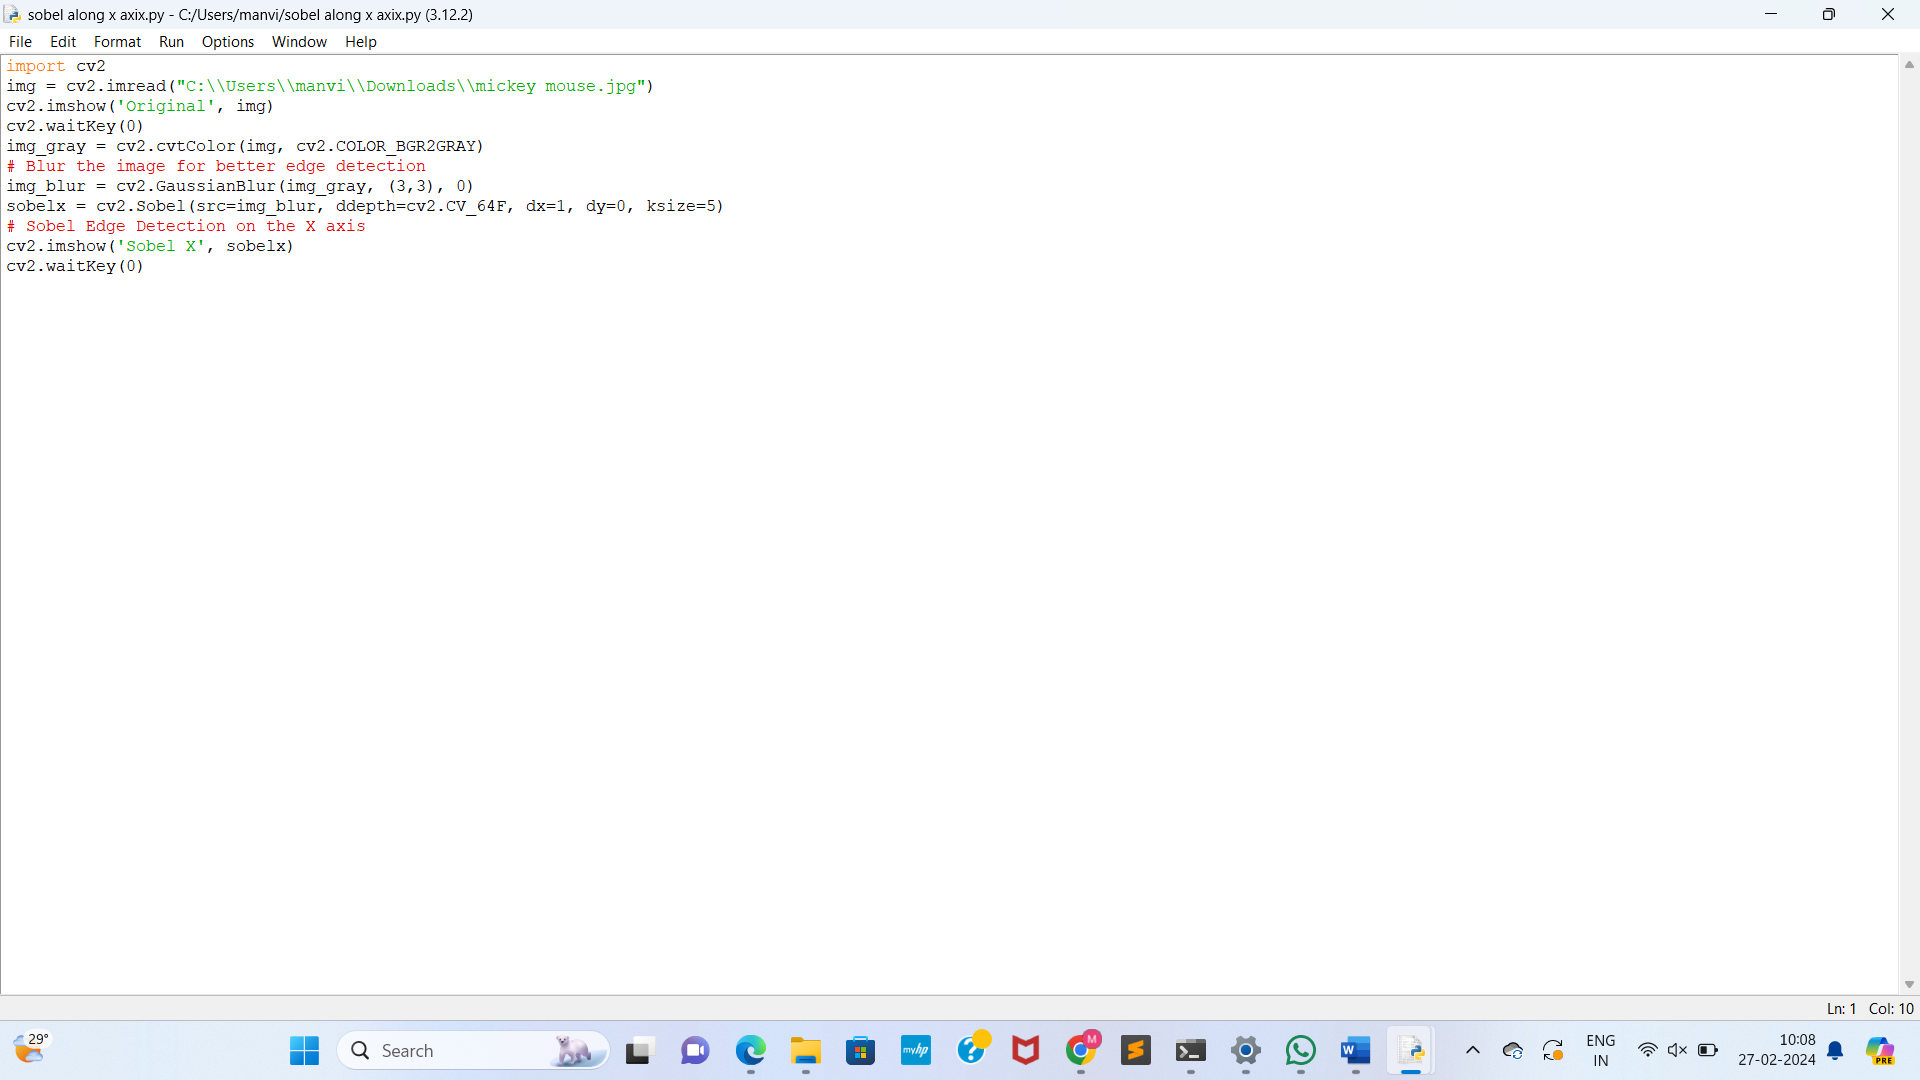 sobel along x axix.py - C:/Users/manvi/sobel along x axix.py (3.12.2)
File Edit Format Run Options Window Help
import cv2
img = cv2.imread("C:\\Users\\manvi\\Downloads\\mickey mouse.jpg")
cv2.imshow('Original', img)
cv2.waitKey(0)
img_gray = cv2.cvtColor(img, cv2.COLOR_BGR2GRAY)
# Blur the image for better edge detection
img_blur = cv2.GaussianBlur(img_gray, (3,3), 0)
sobelx = cv2.Sobel(src=img_blur, ddepth=cv2.CV_64F, dx=1, dy=0, ksize=5)
# Sobel Edge Detection on the X axis
cv2.imshow('Sobel X', sobelx)
cv2.waitKey(0)
Ln: 1 Col: 10
29°
Search
myhp
M
W
ENG
IN
10:08
27-02-2024
PRE